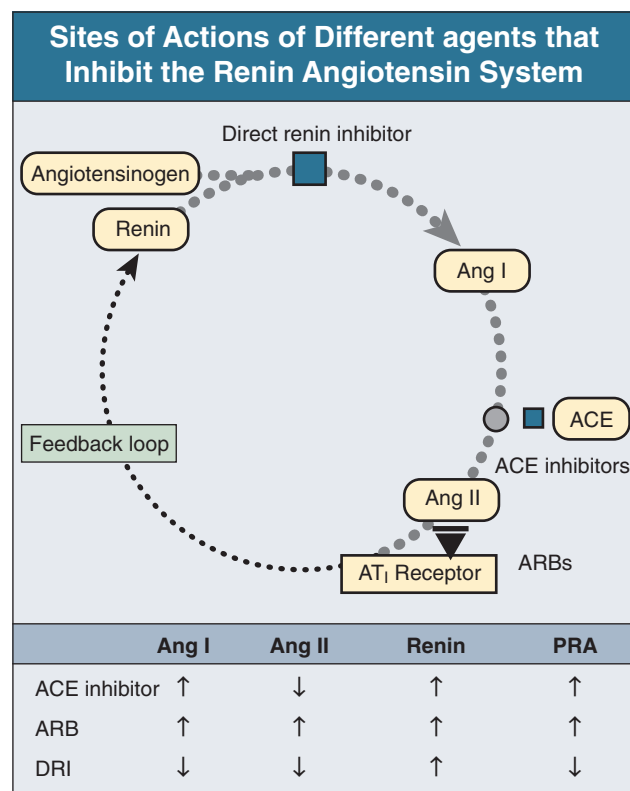 Sites of Actions of Different agents that
Inhibit the Renin Angiotensin System
Direct renin inhibitor
Angiotensinogen
Renin
Ang I
ACE
ACE inhibitors
Feedback loop
Ang II
AT₁ Receptor
ARBs
Ang I Ang II Renin PRA
ACE inhibitor ↑ ↓ ↑ ↑
ARB ↑ ↑ ↑ ↑
DRI ↓ ↓ ↑ ↓